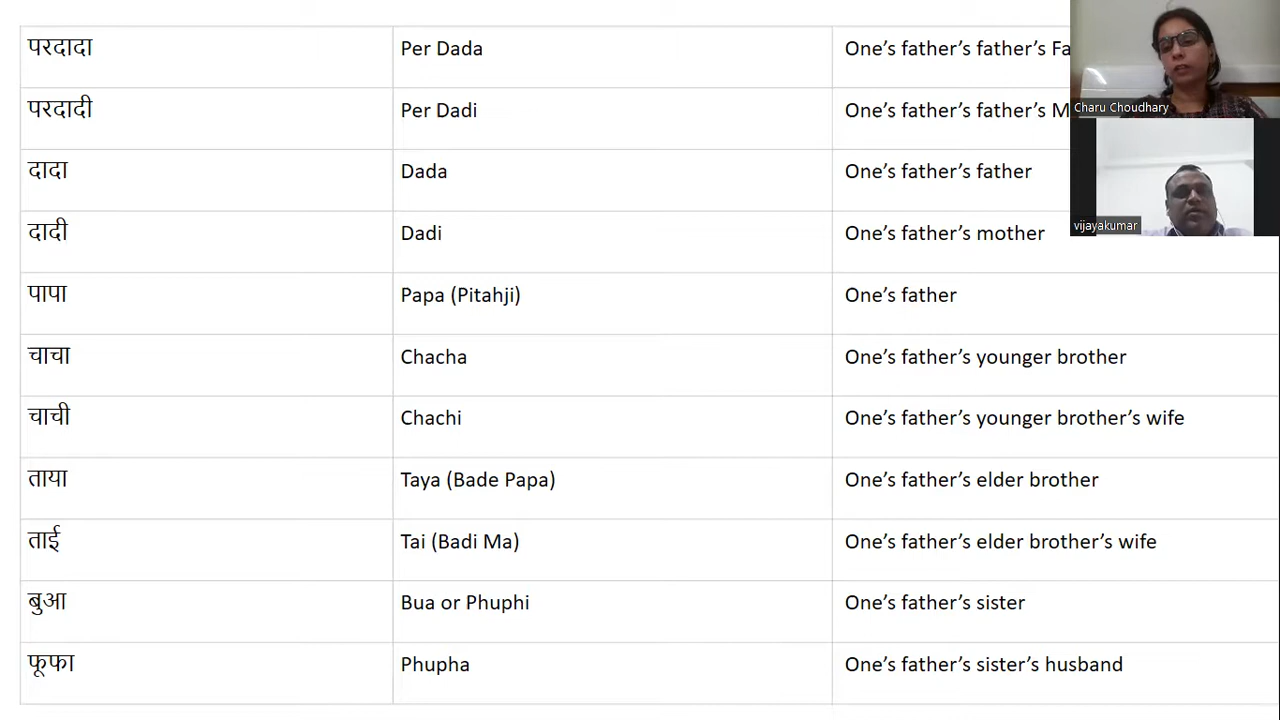 परदादा Per Dada One’s father’s father’s
परदादी Per Dadi One’s father’s father’s
दादा Dada One’s father’s father
दादी Dadi One’s father’s mother
पापा Papa (Pitahji) One’s father
चाचा Chacha One’s father’s younger brother
चाची Chachi One’s father’s younger brother’s wife
ताया Taya (Bade Papa) One’s father’s elder brother
ताई Tai (Badi Ma) One’s father’s elder brother’s wife
बुआ Bua or Phuphi One’s father’s sister
फूफा Phupha One’s father’s sister’s husband
Charu Choudhary
vijayakumar